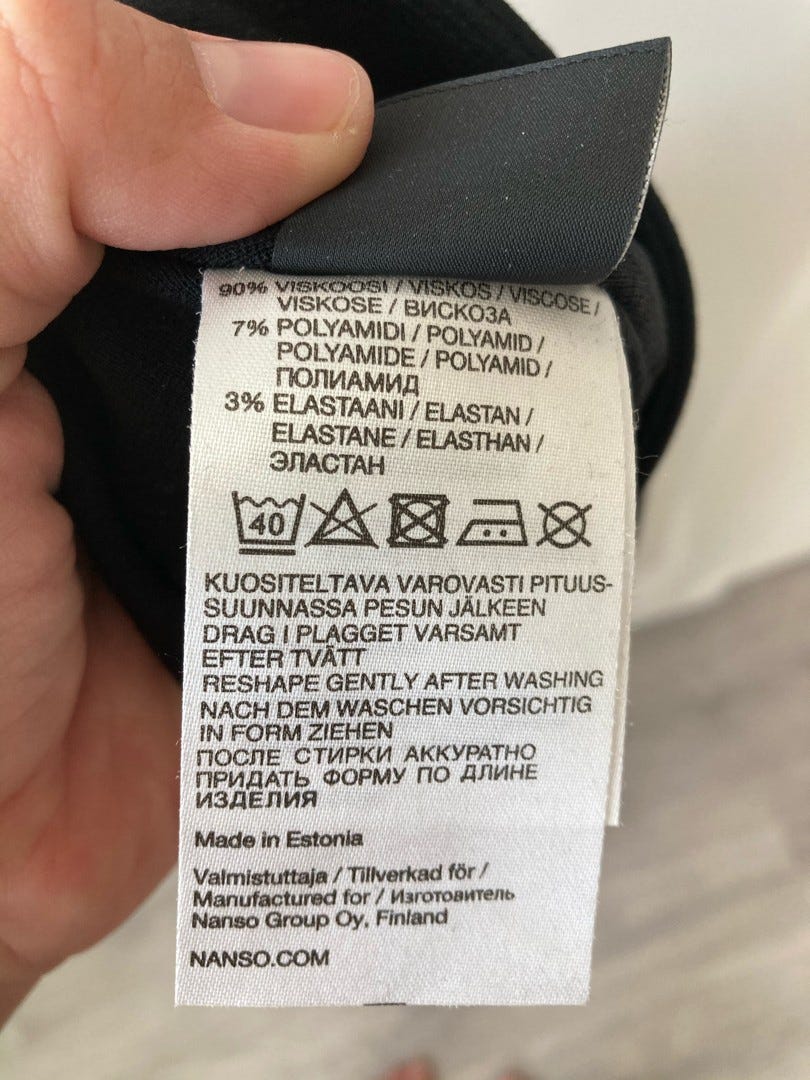 90% VISKOOSI / VISKOS / VISCOSE /
VISKOSE / ВИСКОЗА
7% POLYAMIDI / POLYAMID /
POLYAMIDE / POLYAMID /
ПОЛИАМИД
3% ELASTAANI / ELASTAN /
ELASTANE / ELASTHAN /
ЭЛАСТАН
40
KUOSITELTAVA VAROVASTI PITUUS-
SUUNNASSA PESUN JÄLKEEN
DRAG I PLAGGET VARSAMT
EFTER TVÄTT
RESHAPE GENTLY AFTER WASHING
NACH DEM WASCHEN VORSICHTIG
IN FORM ZIEHEN
ПОСЛЕ СТИРКИ АККУРАТНО
ПРИДАТЬ ФОРМУ ПО ДЛИНЕ
ИЗДЕЛИЯ
Made in Estonia
Valmistuttaja / Tillverkad för /
Manufactured for / Изготовитель
Nanso Group Oy, Finland
NANSO.COM